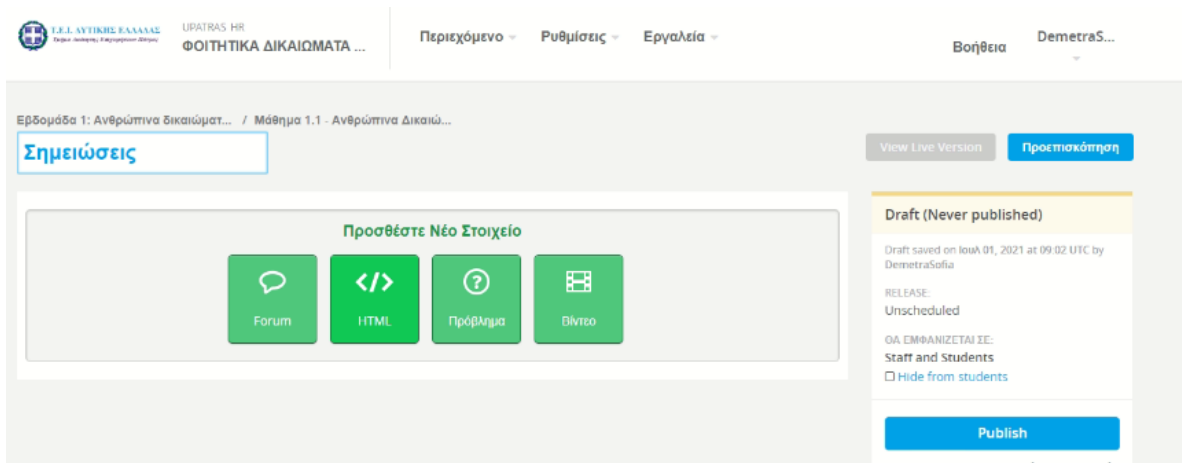 Τ.Ε.Ι. ΔΥΤΙΚΗΣ ΕΛΛΑΔΑΣ
UPATRAS HR
ΦΟΙΤΗΤΙΚΑ ΔΙΚΑΙΩΜΑΤΑ ...
Περιεχόμενο
Ρυθμίσεις
Εργαλεία
Βοήθεια
DemetraS...
Εβδομάδα 1: Ανθρώπινα δικαιώματ... / Μάθημα 1.1 - Ανθρώπινα Δικαιώ...
Σημειώσεις
View Live Version
Προεπισκόπηση
Προσθέστε Νέο Στοιχείο
Forum
</>
HTML
Πρόβλημα
Βίντεο
Draft (Never published)
Draft saved on Ιουλ 01, 2021 at 09:02 UTC by
DemetraSofia
RELEASE:
Unscheduled
ΘΑ ΕΜΦΑΝΙΖΕΤΑΙ ΣΕ:
Staff and Students
Hide from students
Publish